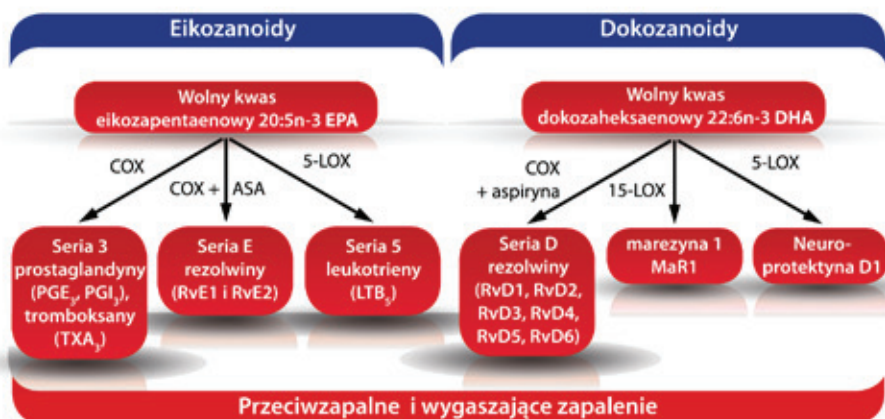 Eikozanoidy
Wolny kwas
eikozapentaenowy 20:5n-3 EPA
COX
COX + ASA
5-LOX
Seria 3
prostaglandyny
(PGE₃, PGI₃),
tromboksany
(TXA₃)
Seria E
rezolwiny
(RvE1 i RvE2)
Seria 5
leukotrieny
(LTB₅)
Dokozanoidy
Wolny kwas
dokozaheksaenowy 22:6n-3 DHA
COX
+ aspiryna
15-LOX
5-LOX
Seria D
rezolwiny
(RvD1, RvD2,
RvD3, RvD4,
RvD5, RvD6)
marezyna 1
MaR1
Neuro-
protektyna D1
Przeciwzapalne i wygaszające zapalenie